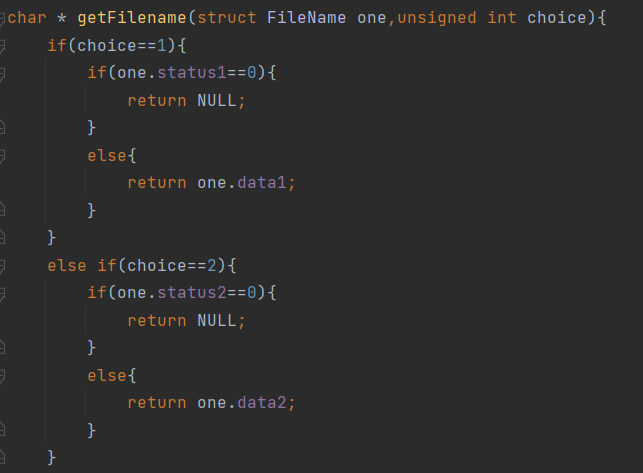 char * getFilename(struct FileName one,unsigned int choice){
    if(choice==1){
        if(one.status1==0){
            return NULL;
        }
        else{
            return one.data1;
        }
    }
    else if(choice==2){
        if(one.status2==0){
            return NULL;
        }
        else{
            return one.data2;
        }
    }